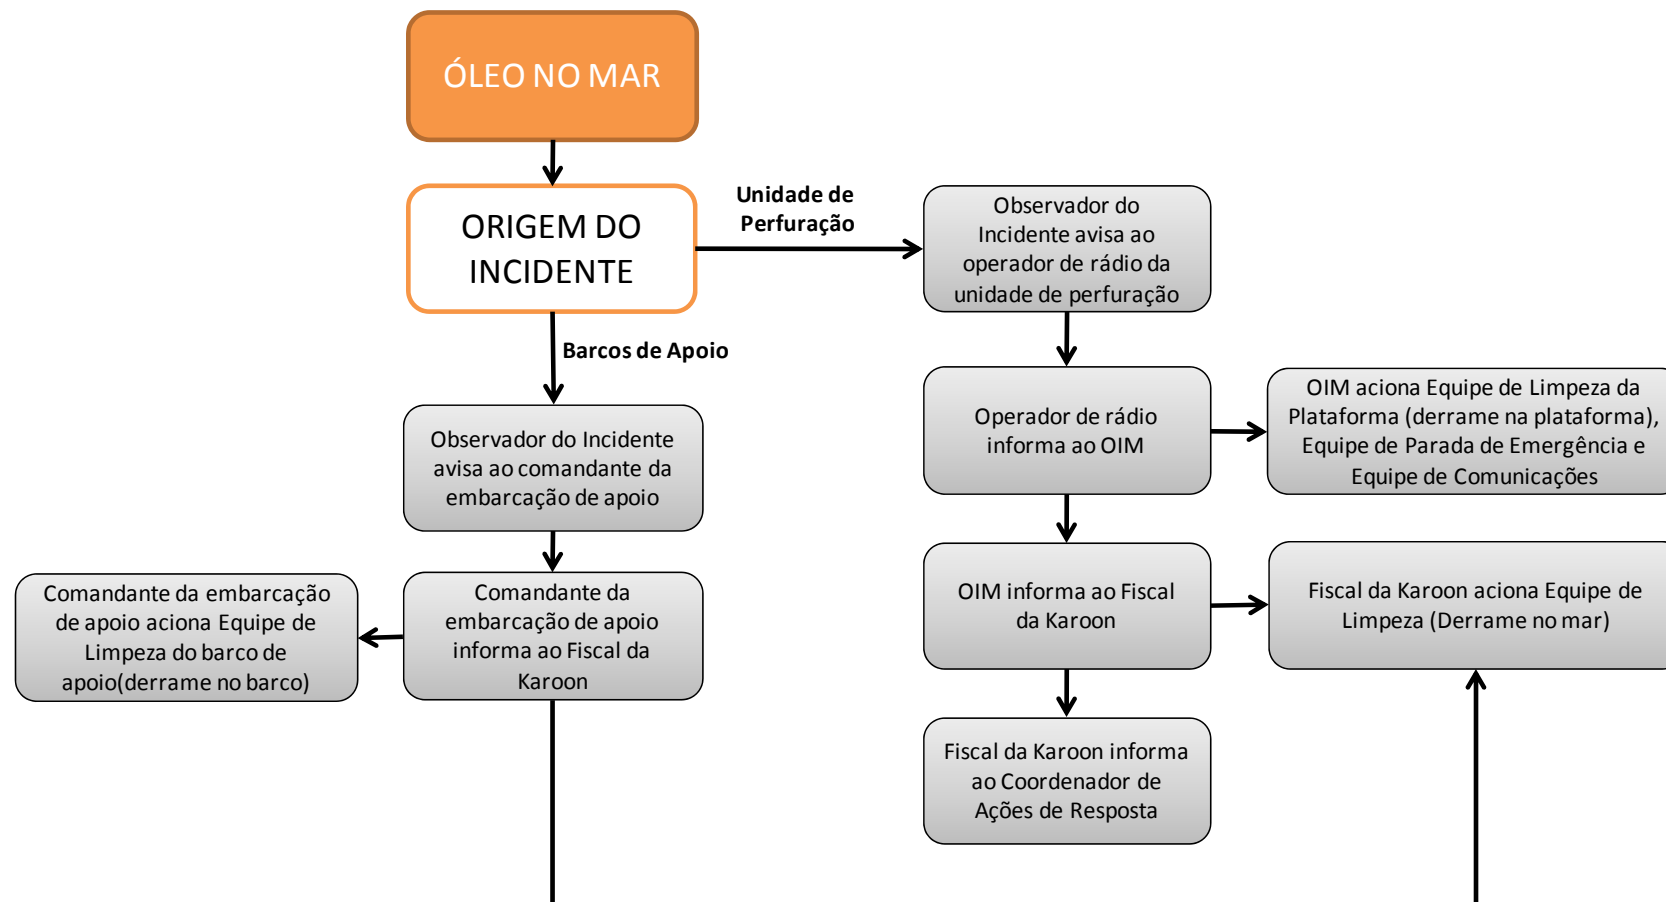 ÓLEO NO MAR
ORIGEM DO
INCIDENTE
Unidade de
Perfuração
Observador do
Incidente avisa ao
operador de rádio da
unidade de perfuração
Barcos de Apoio
Operador de rádio
informa ao OIM
OIM aciona Equipe de Limpeza da
Plataforma (derrame na plataforma),
Equipe de Parada de Emergência e
Equipe de Comunicações
Observador do Incidente
avisa ao comandante da
embarcação de apoio
Comandante da embarcação
de apoio aciona Equipe de
Limpeza do barco de
apoio(derrame no barco)
Comandante da
embarcação de apoio
informa ao Fiscal da
Karoon
OIM informa ao Fiscal
da Karoon
Fiscal da Karoon aciona Equipe de
Limpeza (Derrame no mar)
Fiscal da Karoon informa
ao Coordenador de
Ações de Resposta